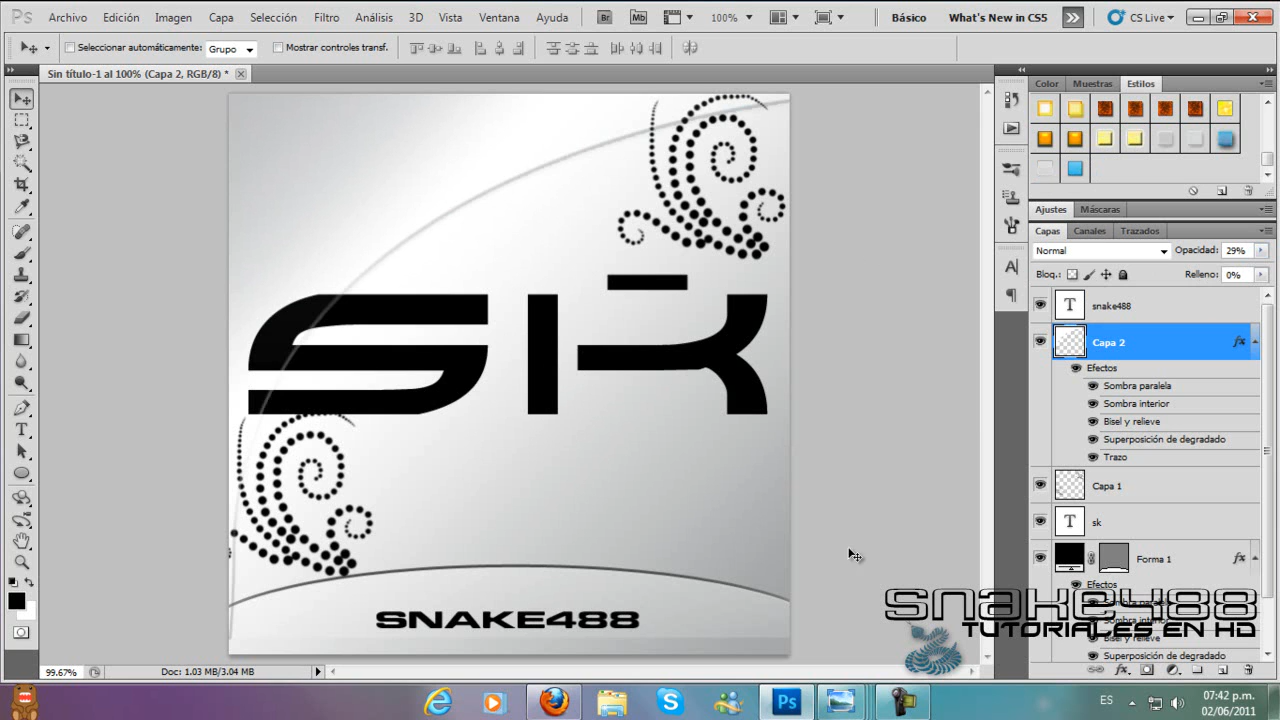 Ps Archivo Edición Imagen Capa Selección Filtro Análisis 3D Vista Ventana Ayuda Br Mb 100% Básico What's New in CS5 CS Live
Seleccionar automáticamente: Grupo Mostrar controles transf.
Sin título-1 al 100% (Capa 2, RGB/8) *
Color Muestras Estilos
Ajustes Máscaras
Capas Canales Trazados
Normal Opacidad: 29%
Bloq.: Relleno: 0%
T snake488
Capa 2 fx
Efectos
Sombra paralela
Sombra interior
Bisel y relieve
Superposición de degradado
Trazo
Capa 1
T sk
Forma 1 fx
Efectos
Bisel y relieve
Superposición de degradado
SK
SNAKE488
snake488
TUTORIALES EN HD
99.67% Doc: 1.03 MB/3.04 MB
Ps ES 07:42 p.m.
02/06/2011